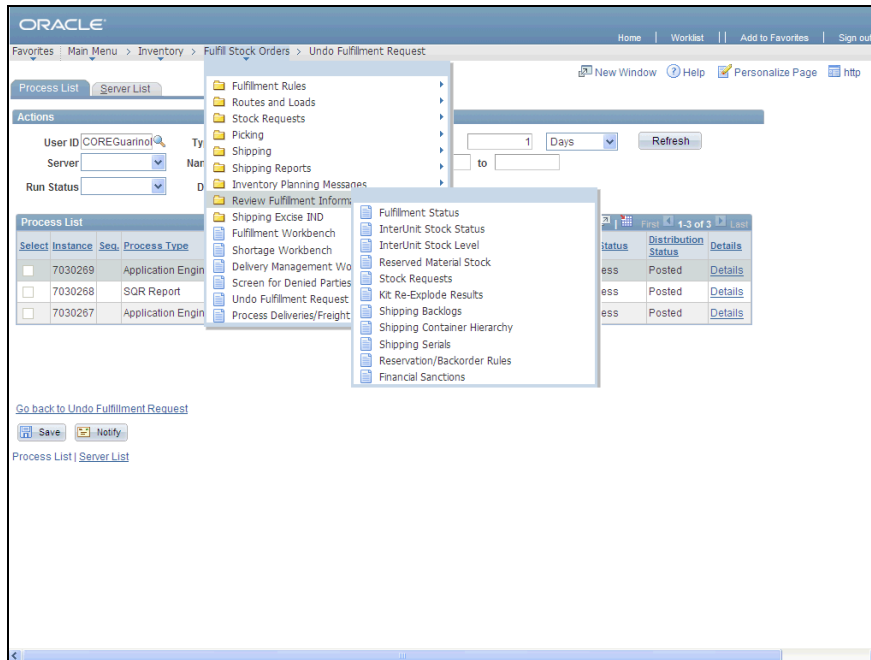 ORACLE
Home | Worklist | | Add to Favorites | Sign out
Favorites | Main Menu > Inventory > Fulfill Stock Orders > Undo Fulfillment Request
New Window Help Personalize Page http
Process List Server List
Fulfillment Rules
Routes and Loads
Stock Requests
Picking
Shipping
Shipping Reports
Inventory Planning Messages
Review Fulfillment Informa
Shipping Excise IND
Fulfillment Workbench
Shortage Workbench
Delivery Management Wo
Screen for Denied Parties
Undo Fulfillment Request
Process Deliveries/Freight
Fulfillment Status
InterUnit Stock Status
InterUnit Stock Level
Reserved Material Stock
Stock Requests
Kit Re-Explode Results
Shipping Backlogs
Shipping Container Hierarchy
Shipping Serials
Reservation/Backorder Rules
Financial Sanctions
Actions
User ID COREGuarino Ty 1 Days Refresh
Server Nar to
Run Status D
Process List First 1-3 of 3 Last
Select Instance Seq. Process Type Status Distribution Status Details
7030269 Application Engin ess Posted Details
7030268 SQR Report ess Posted Details
7030267 Application Engin ess Posted Details
Go back to Undo Fulfillment Request
Save Notify
Process List | Server List